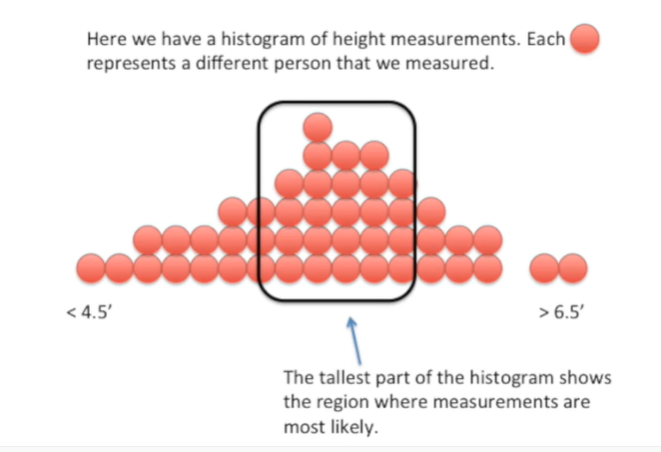 Here we have a histogram of height measurements. Each
represents a different person that we measured.
< 4.5′
> 6.5′
The tallest part of the histogram shows
the region where measurements are
most likely.